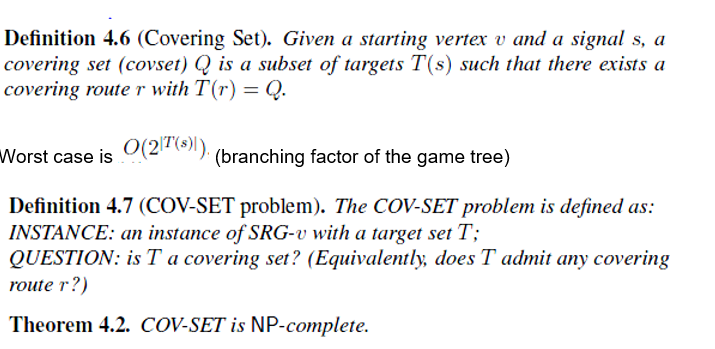 Definition 4.6 (Covering Set). Given a starting vertex v and a signal s, a
covering set (covset) Q is a subset of targets T(s) such that there exists a
covering route r with T(r) = Q.
Worst case is O(2^{|T(s)|}). (branching factor of the game tree)
Definition 4.7 (COV-SET problem). The COV-SET problem is defined as:
INSTANCE: an instance of SRG-v with a target set T;
QUESTION: is T a covering set? (Equivalently, does T admit any covering
route r?)
Theorem 4.2. COV-SET is NP-complete.